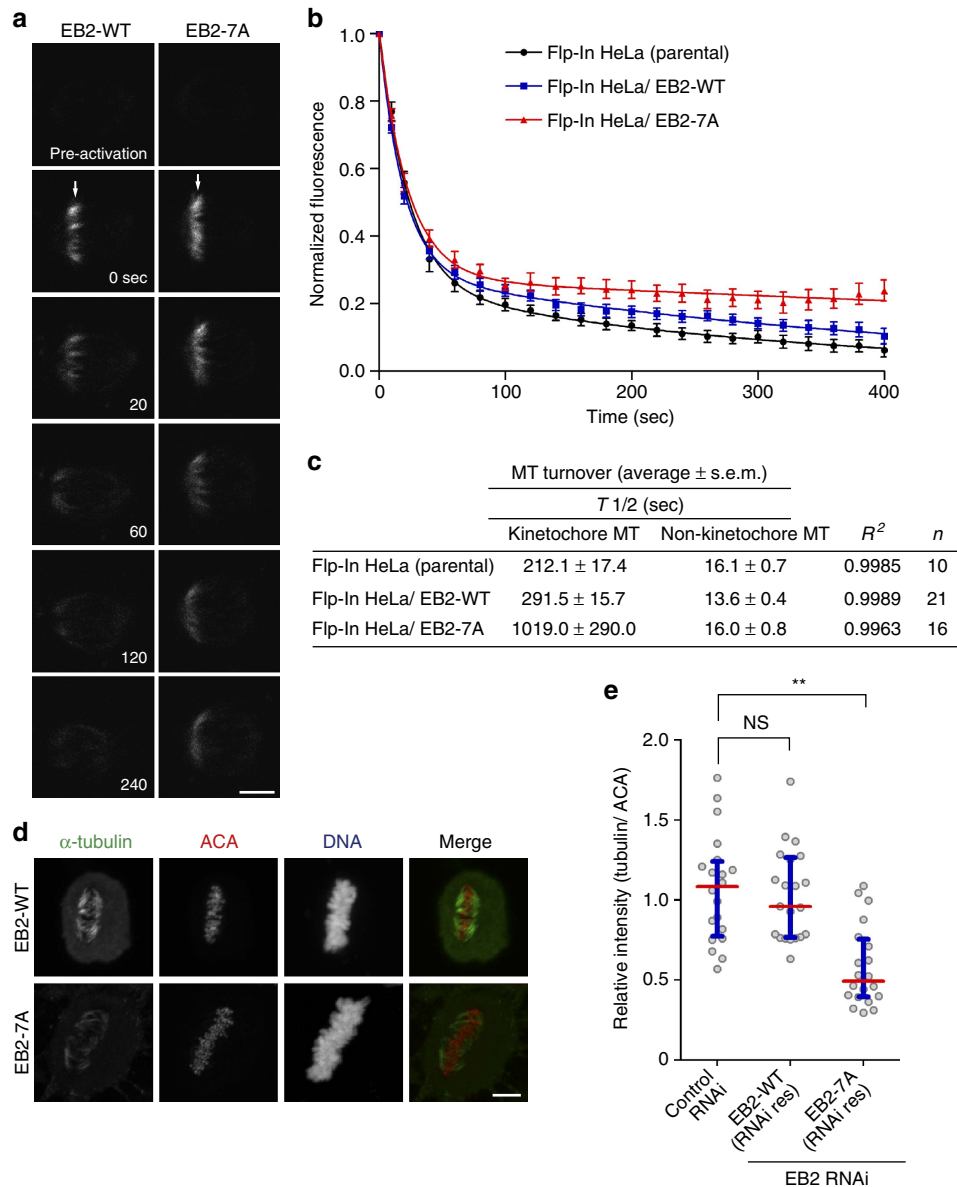 a
EB2-WT EB2-7A
Pre-activation
0 sec
20
60
120
240
b
Normalized fluorescence
1.0
0.8
0.6
0.4
0.2
0.0
0 100 200 300 400
Time (sec)
Flp-In HeLa (parental)
Flp-In HeLa/ EB2-WT
Flp-In HeLa/ EB2-7A
c
MT turnover (average ± s.e.m.)
T 1/2 (sec)
Kinetochore MT Non-kinetochore MT R² n
Flp-In HeLa (parental) 212.1 ± 17.4 16.1 ± 0.7 0.9985 10
Flp-In HeLa/ EB2-WT 291.5 ± 15.7 13.6 ± 0.4 0.9989 21
Flp-In HeLa/ EB2-7A 1019.0 ± 290.0 16.0 ± 0.8 0.9963 16
d
α-tubulin ACA DNA Merge
EB2-WT
EB2-7A
e
**
NS
Relative intensity (tubulin/ ACA)
2.0
1.5
1.0
0.5
0
Control
RNAi
EB2-WT
(RNAi res)
EB2-7A
(RNAi res)
EB2 RNAi